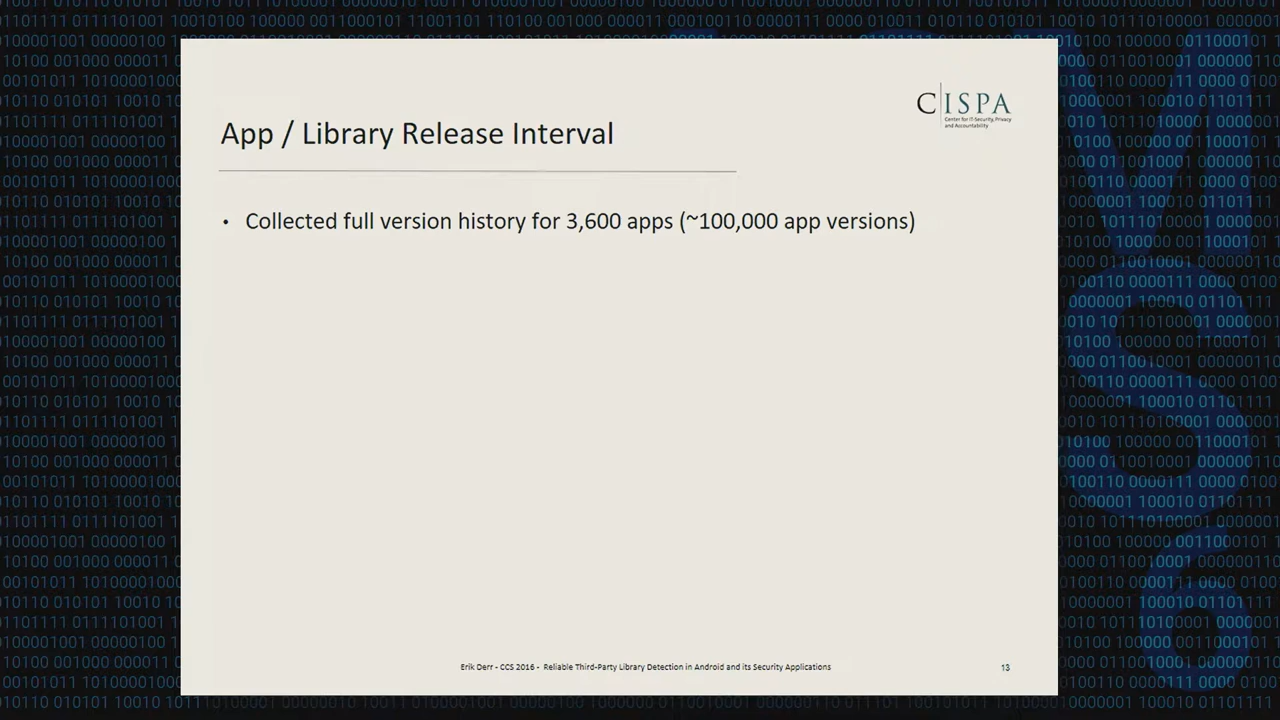 C|ISPA
Center for IT-Security, Privacy
and Accountability
App / Library Release Interval
• Collected full version history for 3,600 apps (~100,000 app versions)
Erik Derr - CCS 2016 - Reliable Third-Party Library Detection in Android and its Security Applications
13